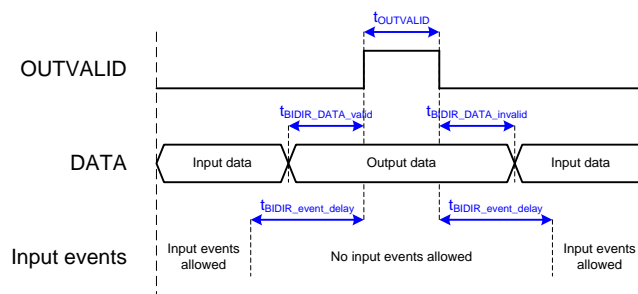 tOUTVALID
OUTVALID
tBIDIR_DATA_valid
tBIDIR_DATA_invalid
DATA
Input data
Output data
Input data
tBIDIR_event_delay
tBIDIR_event_delay
Input events
Input events
allowed
No input events allowed
Input events
allowed